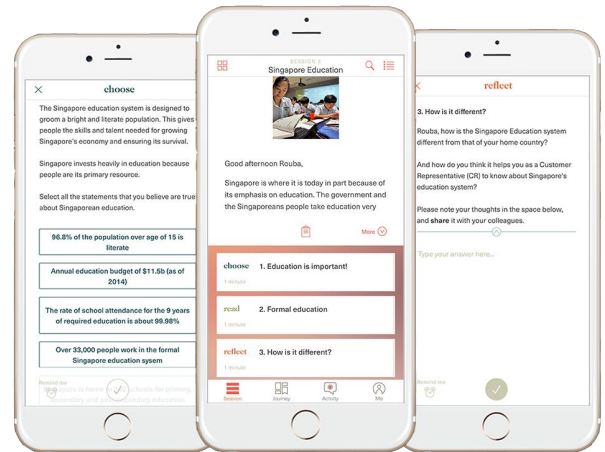 choose
The Singapore education system is designed to
groom a bright and literate population. This gives
people the skills and talent needed for growing
Singapore's economy and ensuring its survival.
Singapore invests heavily in education because
people are its primary resource.
Select all the statements that you believe are true
about Singaporean education.
96.8% of the population over age of 15 is
literate
Annual education budget of $11.5b (as of
2014)
The rate of school attendance for the 9 years
of required education is about 99.98%
Over 33,000 people work in the formal
Singapore education sysem
Remind me
SESSION 2
Singapore Education
Good afternoon Rouba,
Singapore is where it is today in part because of
its emphasis on education. The government and
the Singaporeans people take education very
More
choose 1. Education is important!
1 minute
read 2. Formal education
1 minute
reflect 3. How is it different?
1 minute
Session Journey Activity Me
reflect
3. How is it different?
Rouba, how is the Singapore Education system
different from that of your home country?
And how do you think it helps you as a Customer
Representative (CR) to know about Singapore's
education system?
Please note your thoughts in the space below,
and share it with your colleagues.
Type your answer here...
Remind me